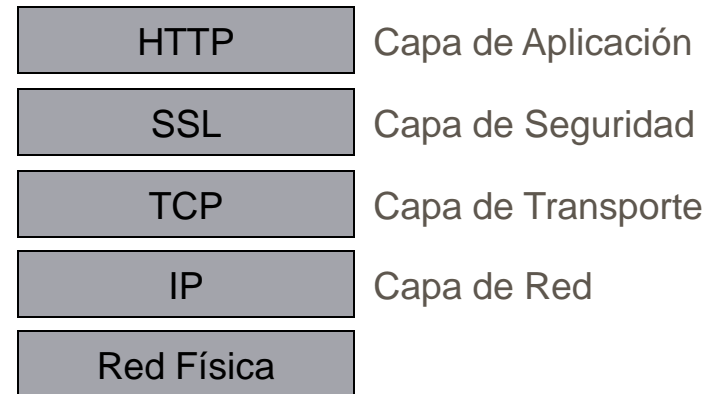 HTTP Capa de Aplicación
SSL Capa de Seguridad
TCP Capa de Transporte
IP Capa de Red
Red Física